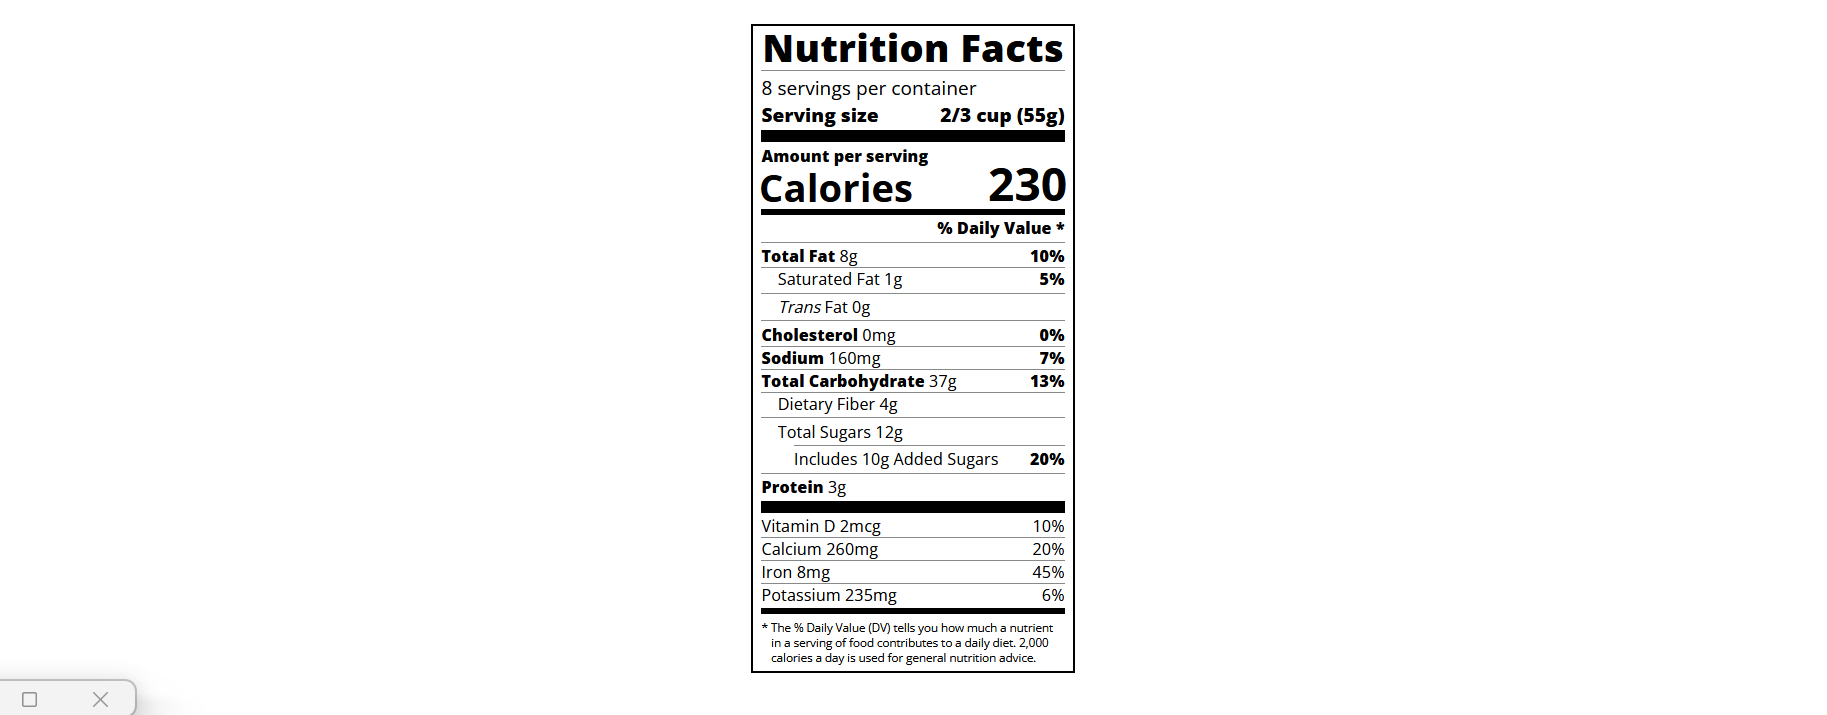 Nutrition Facts
8 servings per container
Serving size 2/3 cup (55g)
Amount per serving
Calories 230
% Daily Value *
Total Fat 8g 10%
Saturated Fat 1g 5%
Trans Fat 0g
Cholesterol 0mg 0%
Sodium 160mg 7%
Total Carbohydrate 37g 13%
Dietary Fiber 4g
Total Sugars 12g
Includes 10g Added Sugars 20%
Protein 3g
Vitamin D 2mcg 10%
Calcium 260mg 20%
Iron 8mg 45%
Potassium 235mg 6%
* The % Daily Value (DV) tells you how much a nutrient
in a serving of food contributes to a daily diet. 2,000
calories a day is used for general nutrition advice.